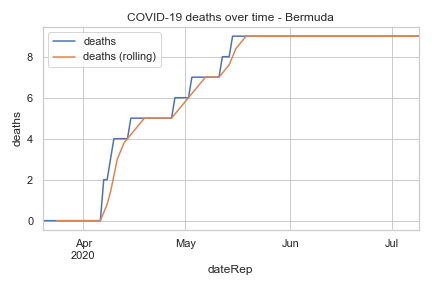 COVID-19 deaths over time - Bermuda
deaths
deaths (rolling)
deaths
8
6
4
2
0
Apr
2020
May
Jun
Jul
dateRep